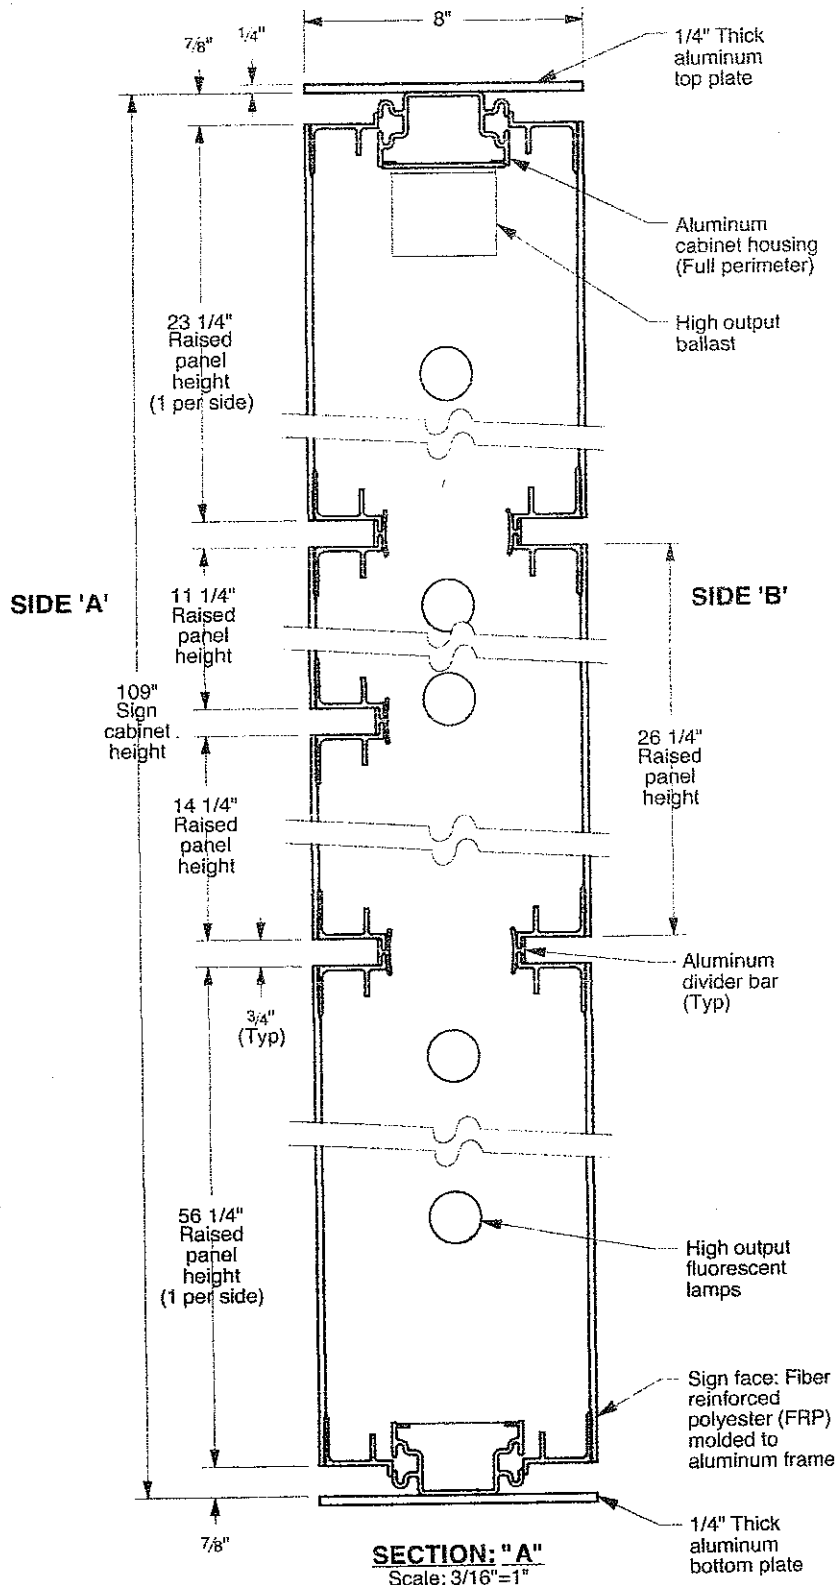 8"
7/8"
1/4"
1/4" Thick
aluminum
top plate
Aluminum
cabinet housing
(Full perimeter)
High output
ballast
23 1/4"
Raised
panel
height
(1 per side)
SIDE 'A'
SIDE 'B'
11 1/4"
Raised
panel
height
109"
Sign
cabinet
height
26 1/4"
Raised
panel
height
14 1/4"
Raised
panel
height
Aluminum
divider bar
(Typ)
3/4"
(Typ)
56 1/4"
Raised
panel
height
(1 per side)
High output
fluorescent
lamps
Sign face: Fiber
reinforced
polyester (FRP)
molded to
aluminum frame
7/8"
1/4" Thick
aluminum
bottom plate
SECTION: "A"
Scale: 3/16"=1"